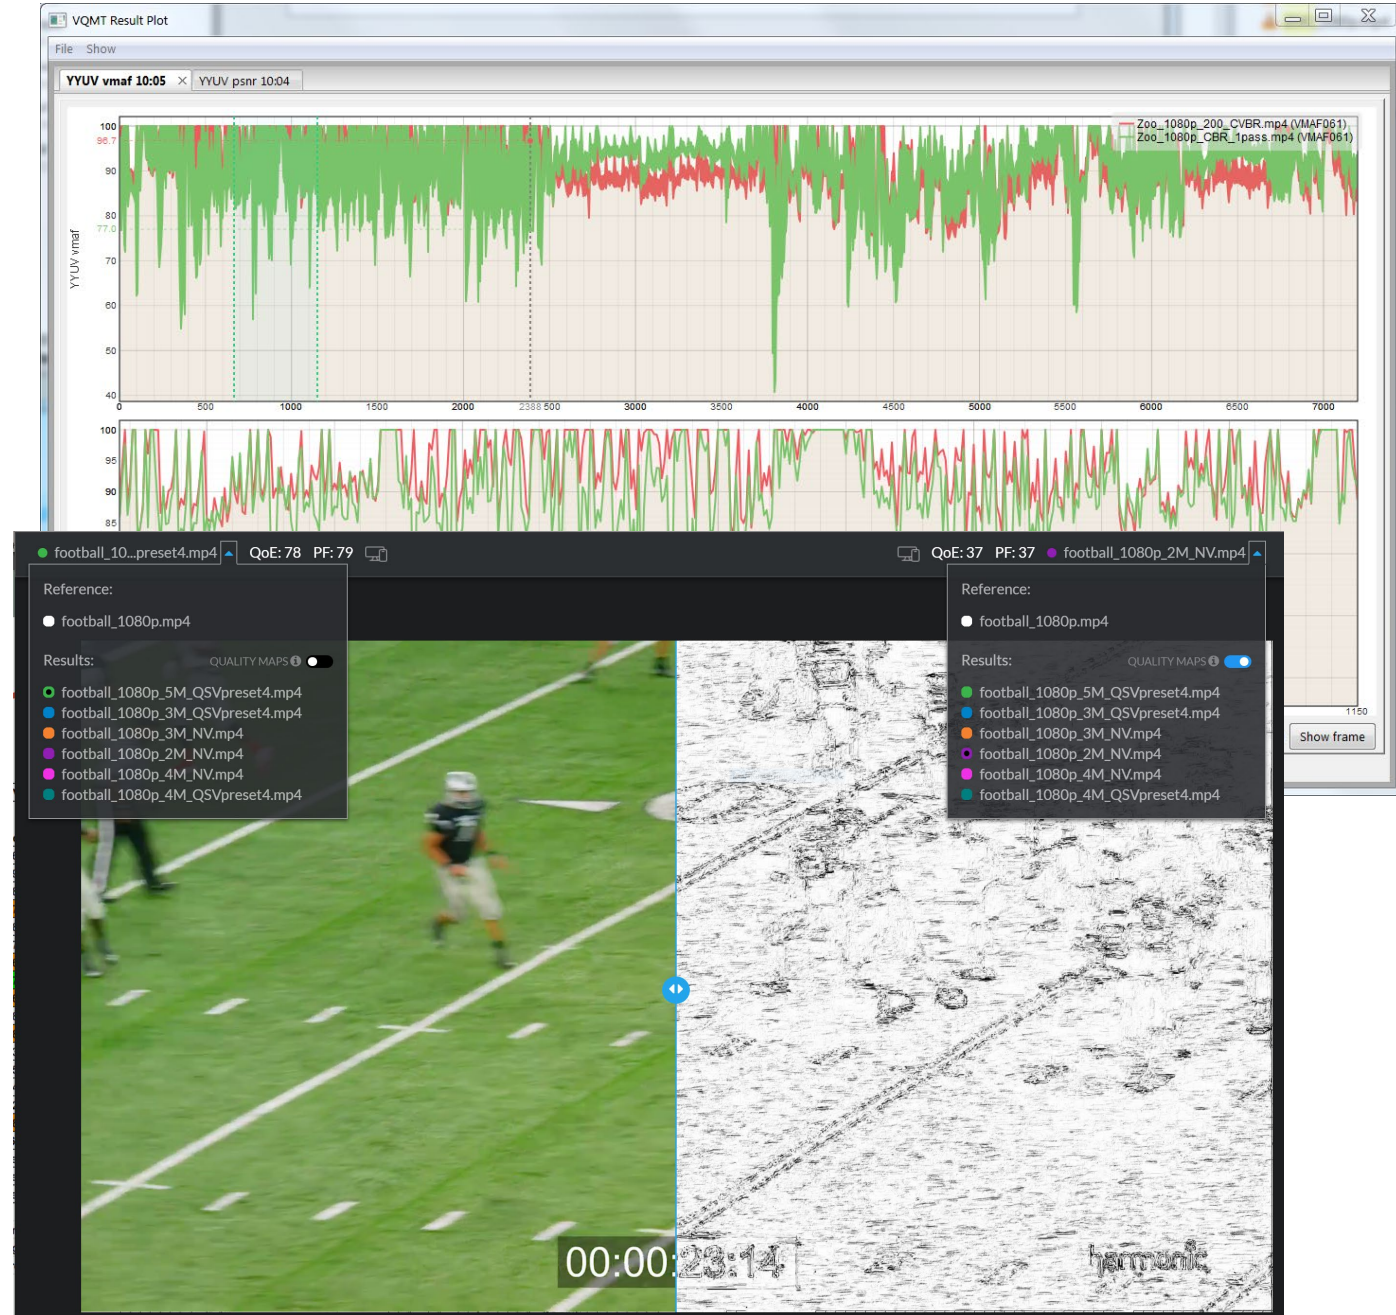 VQMT Result Plot
File Show
YYUV vmaf 10:05 × YYUV psnr 10:04
Zoo_1080p_200_CVBR.mp4 (VMAF061)
Zoo_1080p_CBR_1pass.mp4 (VMAF061)
YYUV vmaf
100
96.7
90
80
77.0
70
60
50
40
0 500 1000 1500 2000 2388 500 3000 3500 4000 4500 5000 5500 6000 6500 7000
100
95
90
85
1150
Show frame
football_10...preset4.mp4 QoE: 78 PF: 79
QoE: 37 PF: 37 football_1080p_2M_NV.mp4
Reference:
football_1080p.mp4
Results: QUALITY MAPS
football_1080p_5M_QSVpreset4.mp4
football_1080p_3M_QSVpreset4.mp4
football_1080p_3M_NV.mp4
football_1080p_2M_NV.mp4
football_1080p_4M_NV.mp4
football_1080p_4M_QSVpreset4.mp4
Reference:
football_1080p.mp4
Results: QUALITY MAPS
football_1080p_5M_QSVpreset4.mp4
football_1080p_3M_QSVpreset4.mp4
football_1080p_3M_NV.mp4
football_1080p_2M_NV.mp4
football_1080p_4M_NV.mp4
football_1080p_4M_QSVpreset4.mp4
00:00:23:14
harmonic